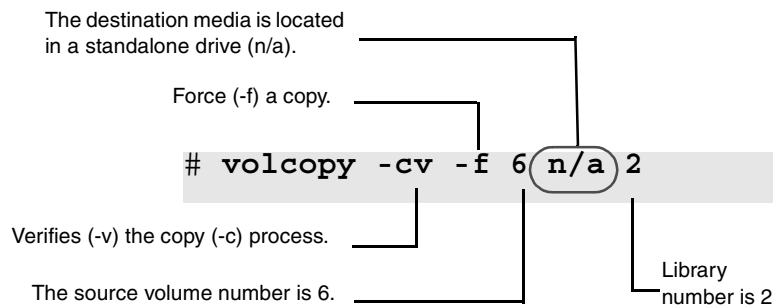 The destination media is located
in a standalone drive (n/a).
Force (-f) a copy.
# volcopy -cv -f 6 n/a 2
Verifies (-v) the copy (-c) process.
The source volume number is 6.
Library
number is 2